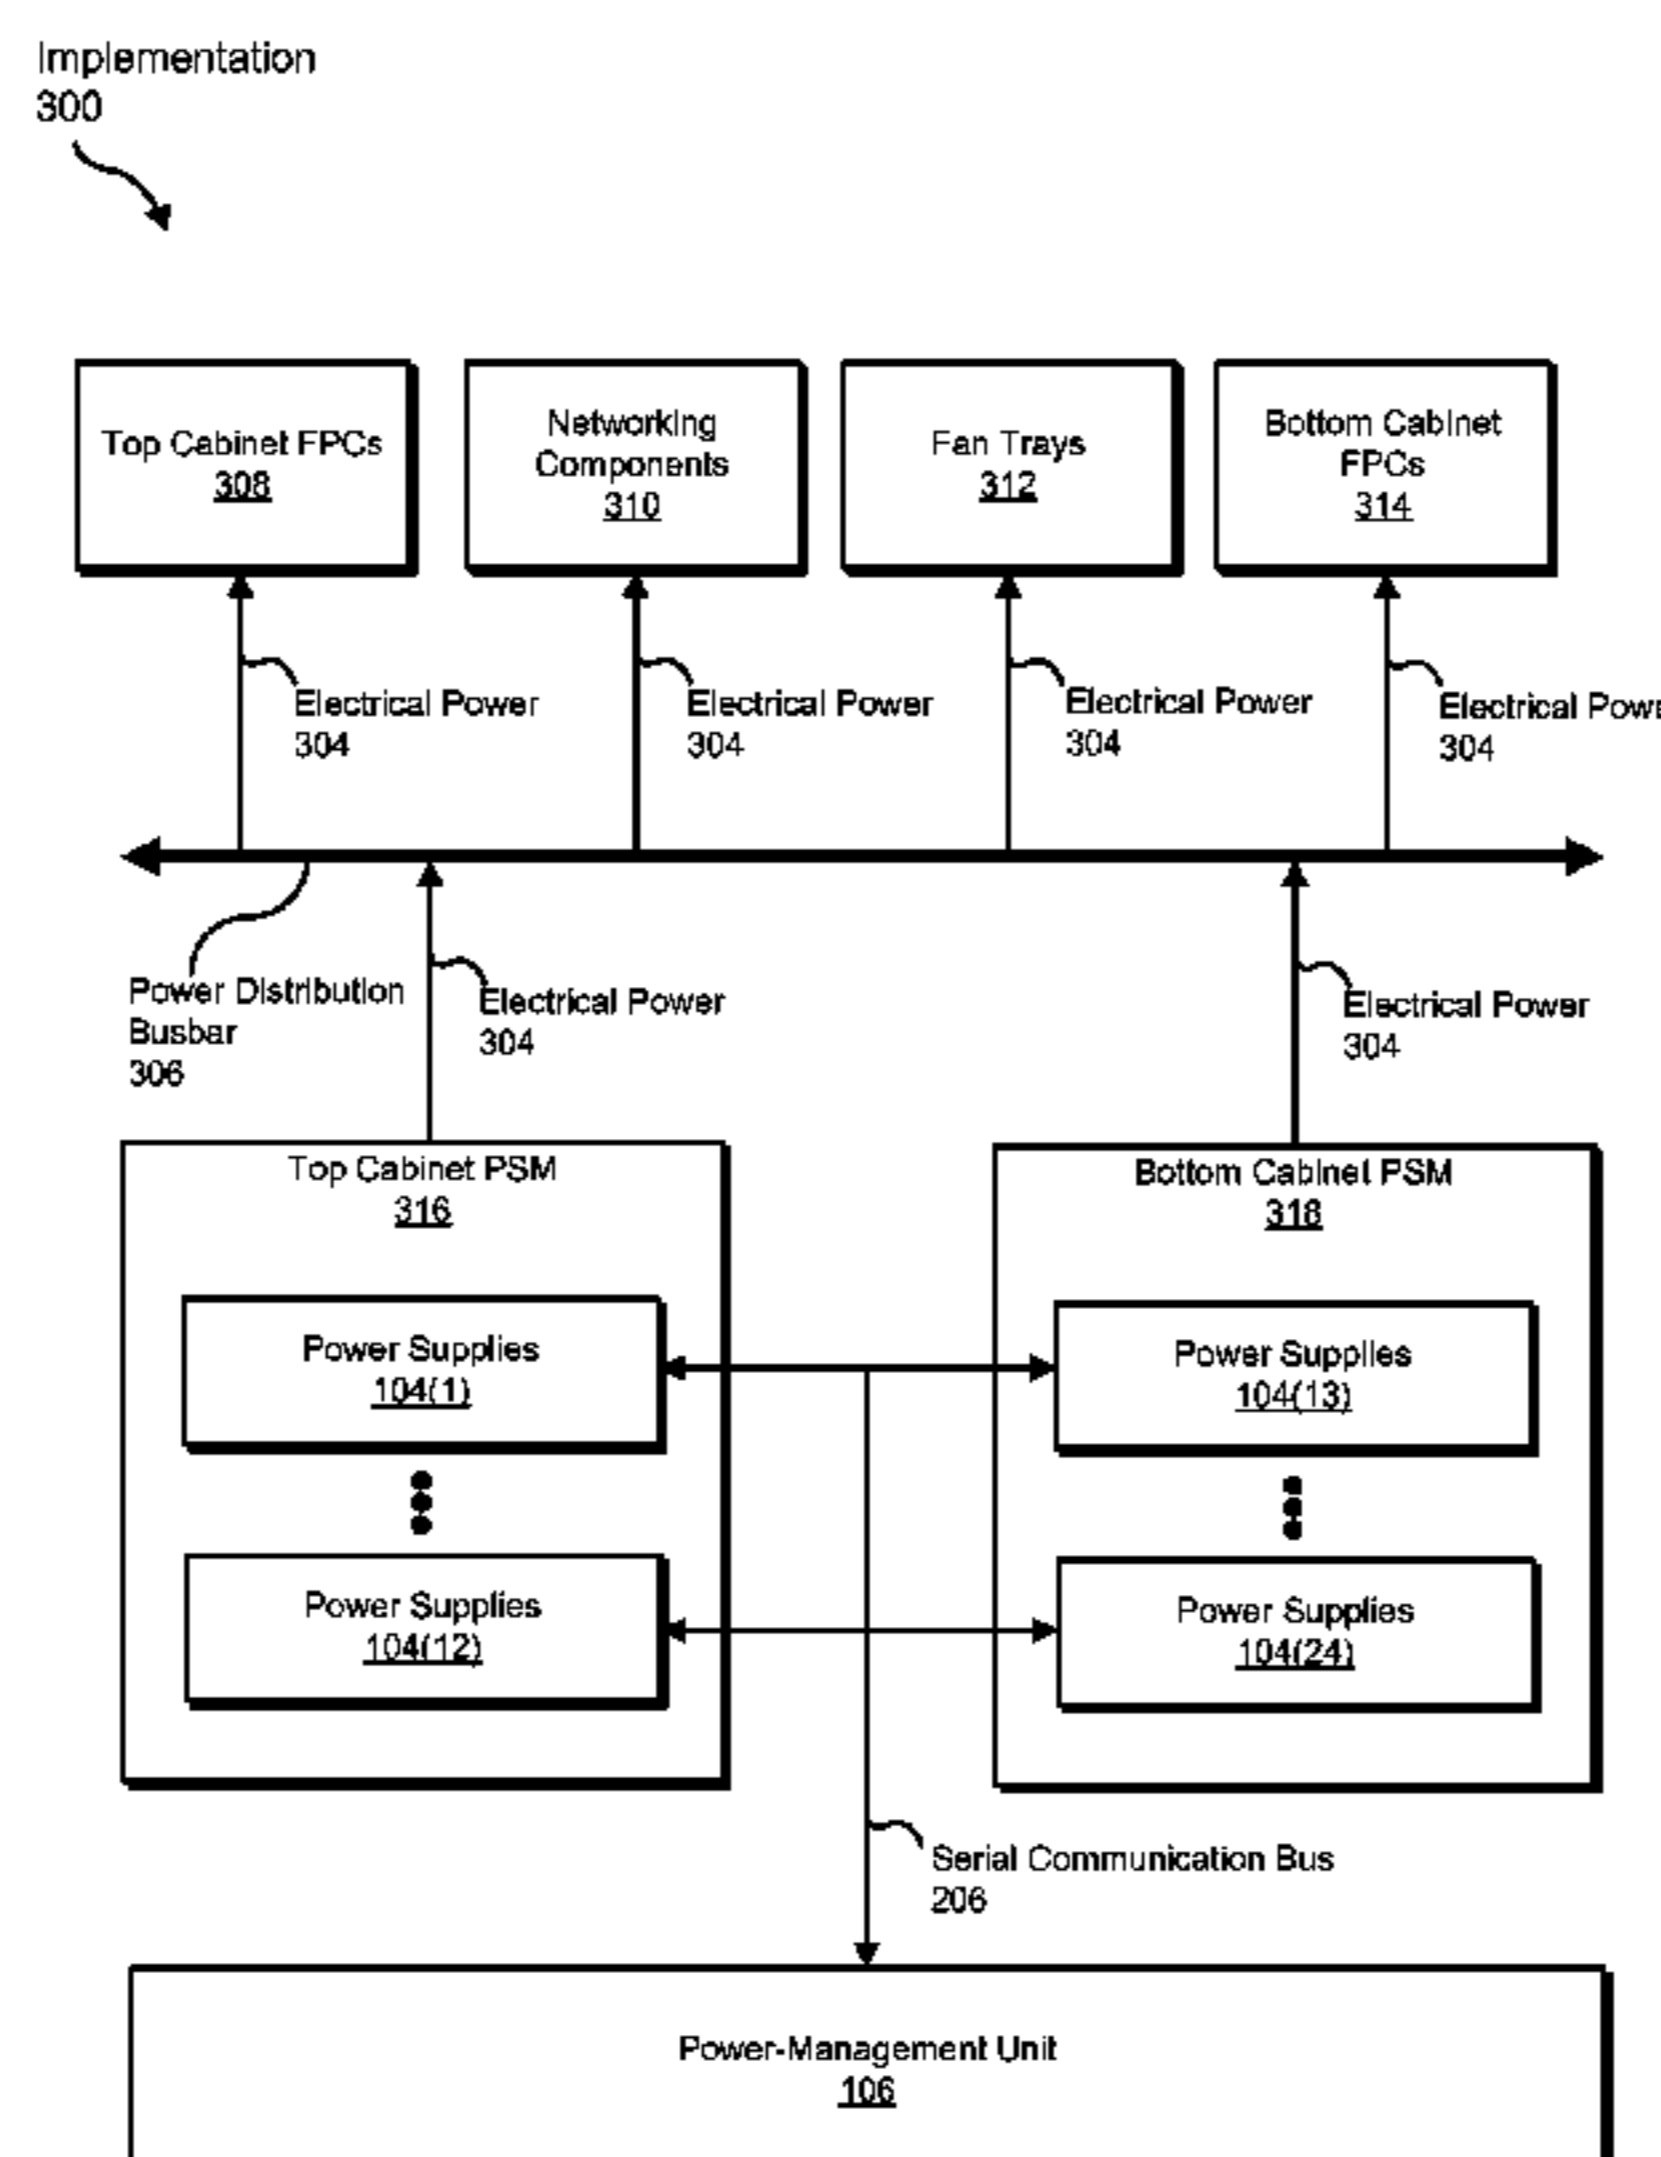 Implementation
300
Top Cabinet FPCs
308
Networking
Components
310
Fan Trays
312
Bottom Cabinet
FPCs
314
Electrical Power
304
Electrical Power
304
Electrical Power
304
Electrical Powe
304
Power Distribution
Busbar
306
Electrical Power
304
Electrical Power
304
Top Cabinet PSM
316
Power Supplies
104(1)
Power Supplies
104(12)
Bottom Cabinet PSM
318
Power Supplies
104(13)
Power Supplies
104(24)
Serial Communication Bus
206
Power-Management Unit
106